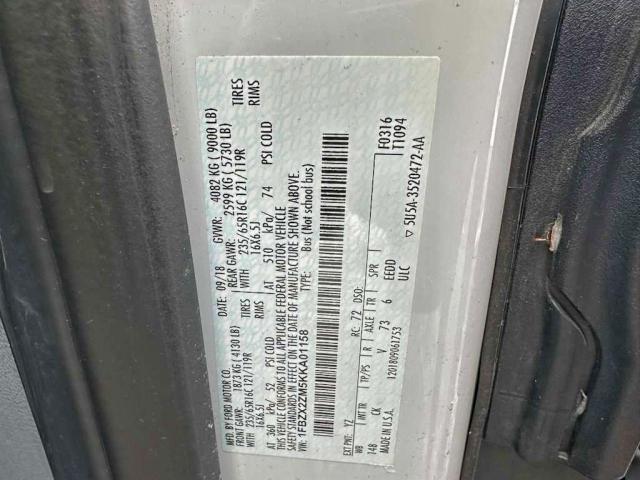 MFD. BY FORD MOTOR CO. DATE: 09/18 GVWR: 4082 KG ( 9000 LB)
FRONT GAWR: 1873 KG ( 4130 LB) REAR GAWR: 2599 KG ( 5730 LB)
WITH 235/65R16C 121/119R TIRES WITH 235/65R16C 121/119R TIRES
16X6.5J RIMS 16X6.5J RIMS
AT 360 kPa/ 52 PSI COLD AT 510 kPa/ 74 PSI COLD
THIS VEHICLE CONFORMS TO ALL APPLICABLE FEDERAL MOTOR VEHICLE
SAFETY STANDARDS IN EFFECT ON THE DATE OF MANUFACTURE SHOWN ABOVE.
VIN: 1FBZX2ZM5KKA01158 TYPE: Bus (Not school bus)
F0316
T1094
EXT PNT: YZ RC: 72 DSO:
WB TP/PS R AXLE TR SPR
148 CK V 73 6 EEDD
MADE IN U.S.A. 1201809061753 ULC
5U5A-3520472-AA